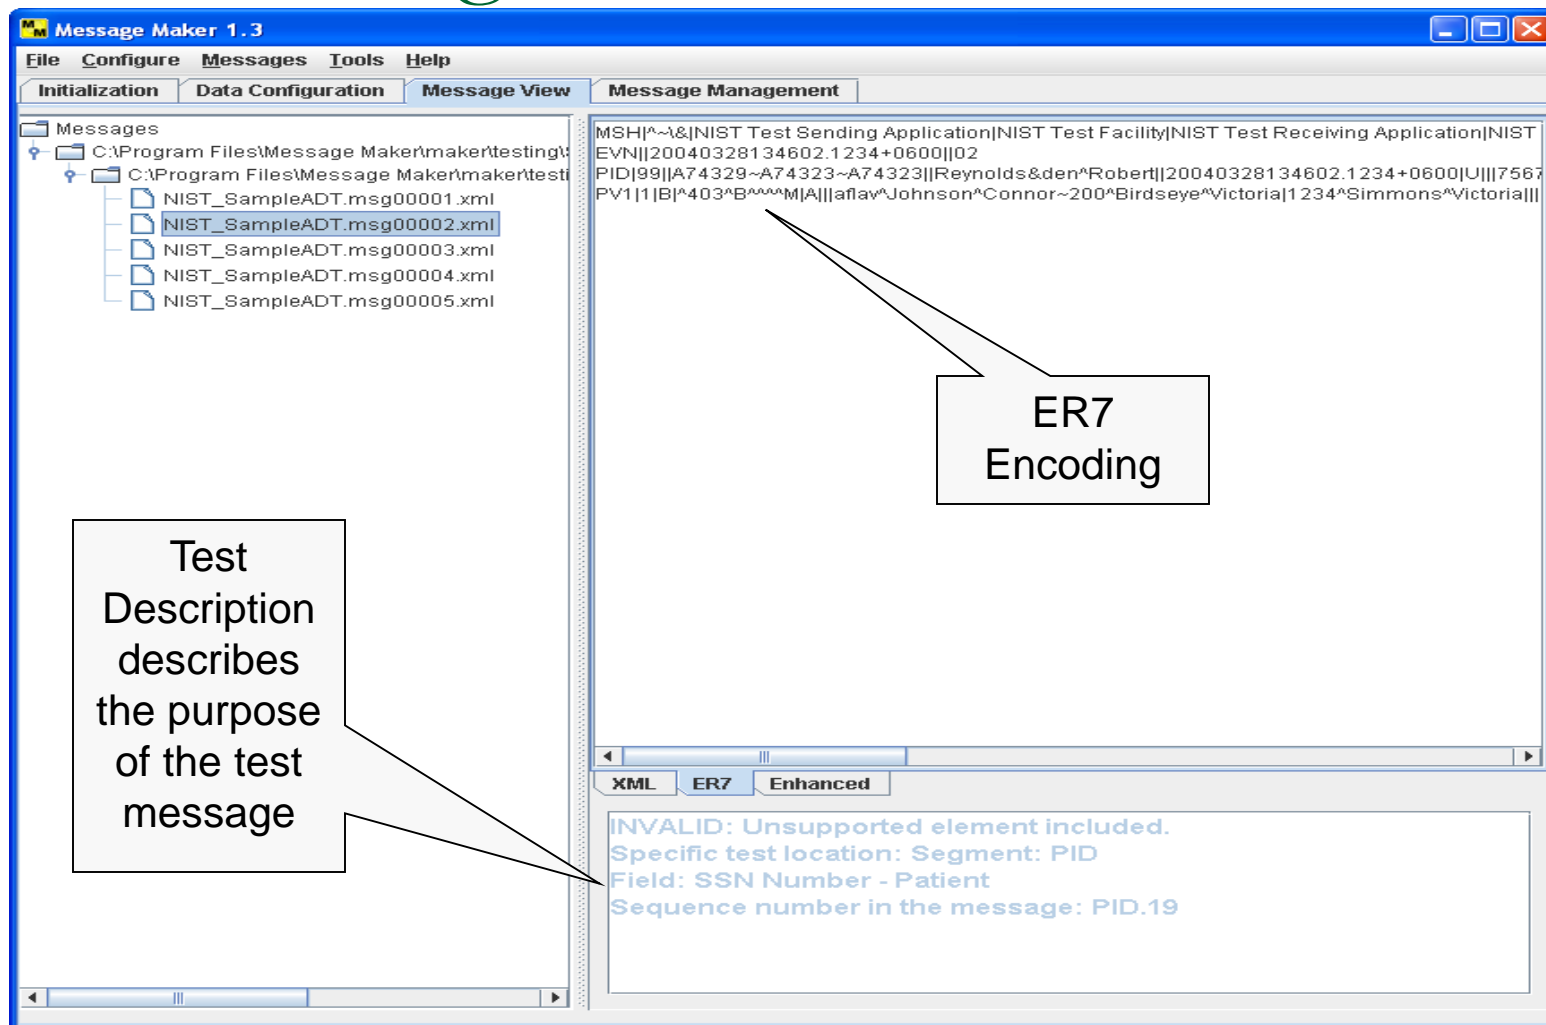 Message Maker 1.3
File Configure Messages Tools Help
Initialization Data Configuration Message View Message Management
Messages
C:\Program Files\Message Maker\maker\testing\
C:\Program Files\Message Maker\maker\testi
NIST_SampleADT.msg00001.xml
NIST_SampleADT.msg00002.xml
NIST_SampleADT.msg00003.xml
NIST_SampleADT.msg00004.xml
NIST_SampleADT.msg00005.xml
MSH|^~\&|NIST Test Sending Application|NIST Test Facility|NIST Test Receiving Application|NIST
EVN||20040328134602.1234+0600||02
PID|99||A74329~A74323~A74323||Reynolds&den^Robert||20040328134602.1234+0600|U|||7567
PV1|1|B|^403^B^^^^M|A|||aflav^Johnson^Connor~200^Birdseye^Victoria|1234^Simmons^Victoria|||
ER7
Encoding
Test
Description
describes
the purpose
of the test
message
XML ER7 Enhanced
INVALID: Unsupported element included.
Specific test location: Segment: PID
Field: SSN Number - Patient
Sequence number in the message: PID.19